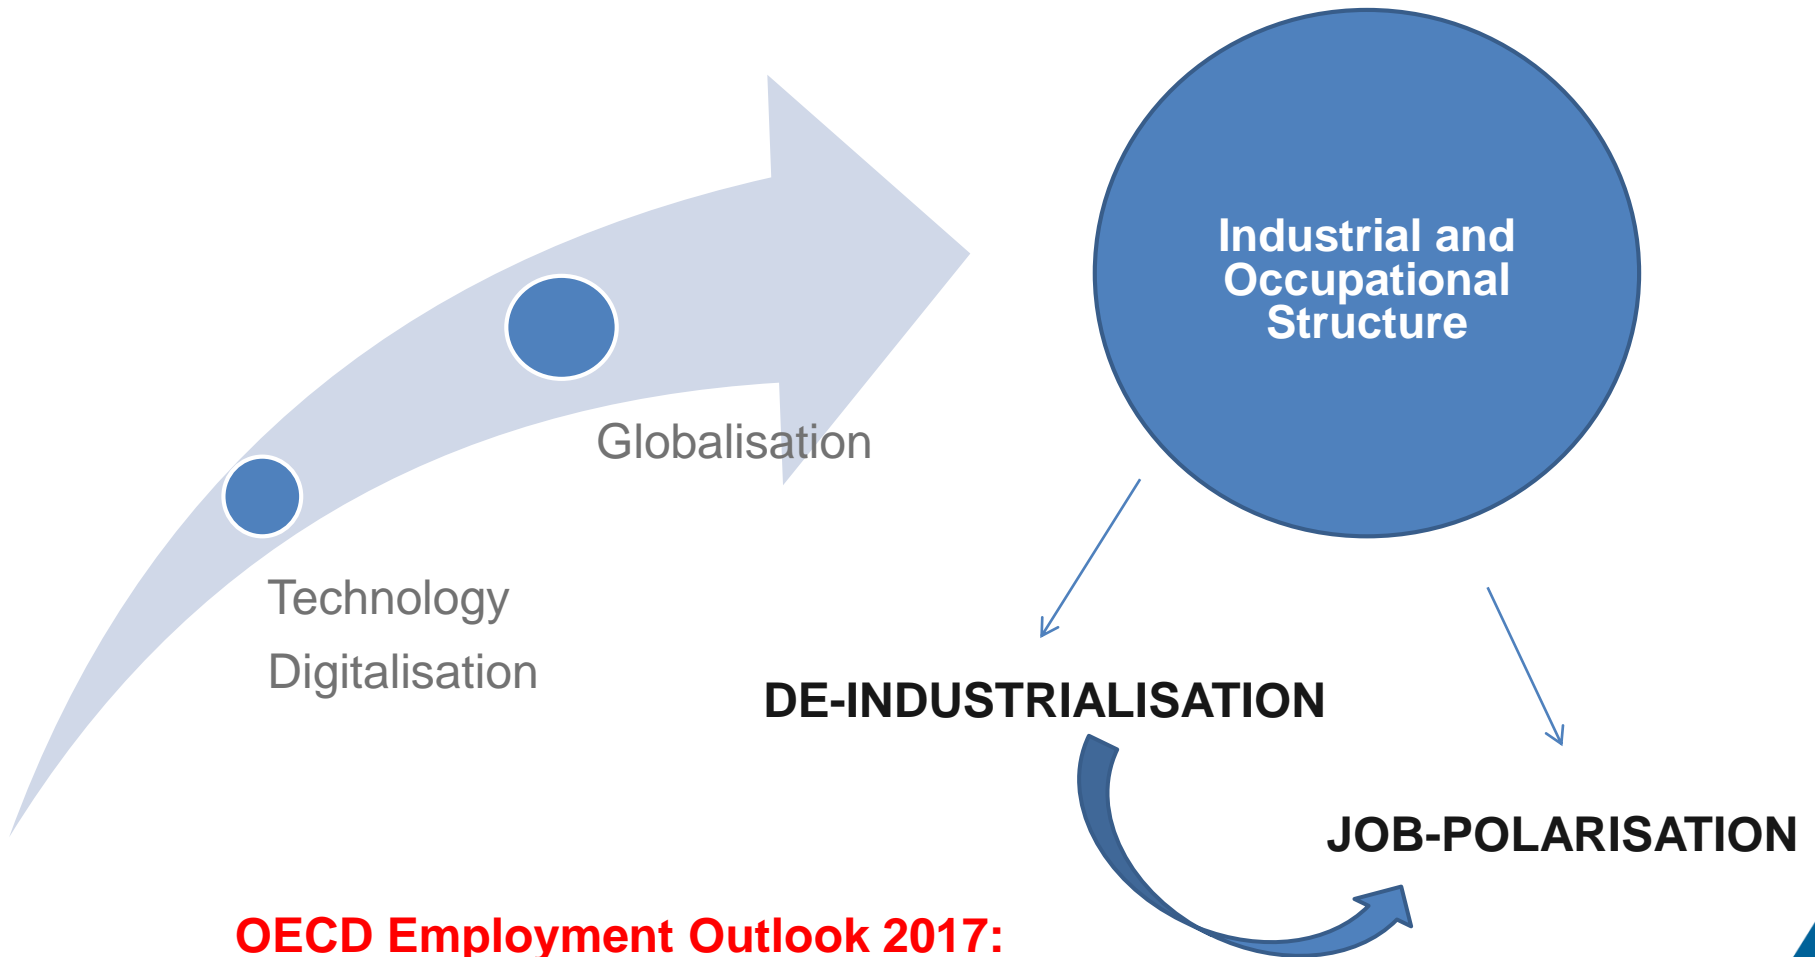 Industrial and
Occupational
Structure
Globalisation
Technology
Digitalisation
DE-INDUSTRIALISATION
JOB-POLARISATION
OECD Employment Outlook 2017: